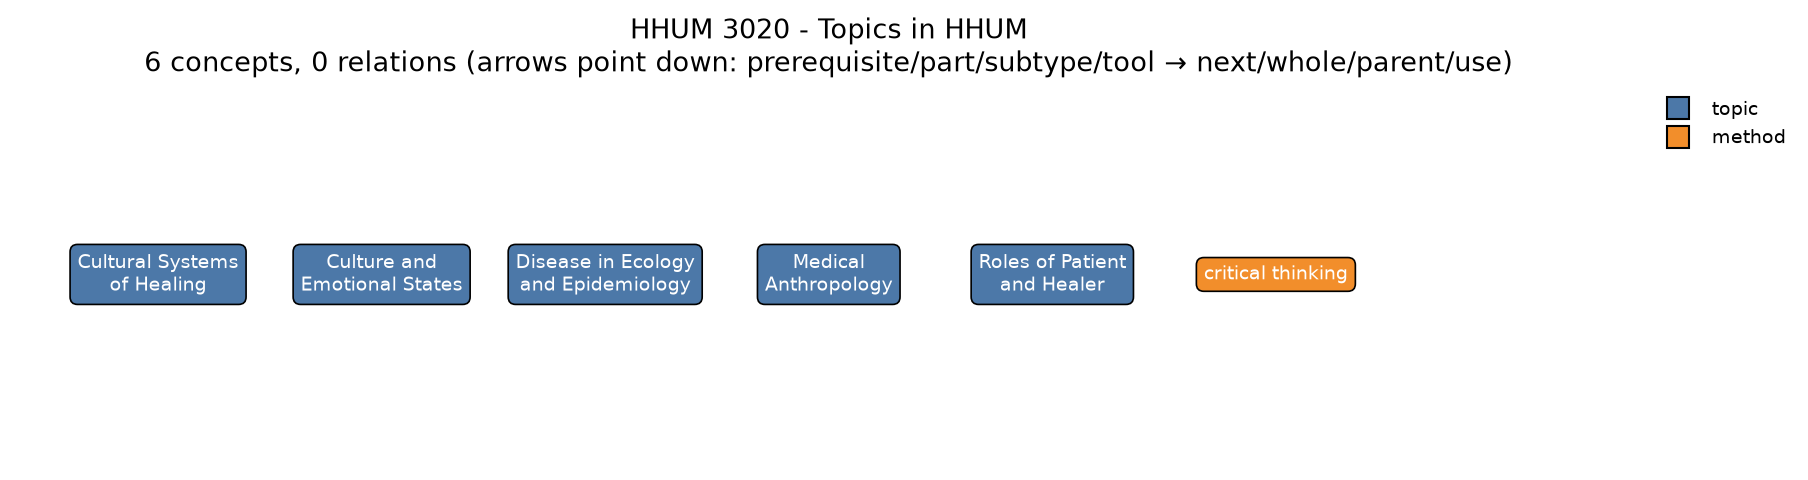 HHUM 3020 - Topics in HHUM
6 concepts, 0 relations (arrows point down: prerequisite/part/subtype/tool → next/whole/parent/use)
topic
method
Cultural Systems
of Healing
Culture and
Emotional States
Disease in Ecology
and Epidemiology
Medical
Anthropology
Roles of Patient
and Healer
critical thinking